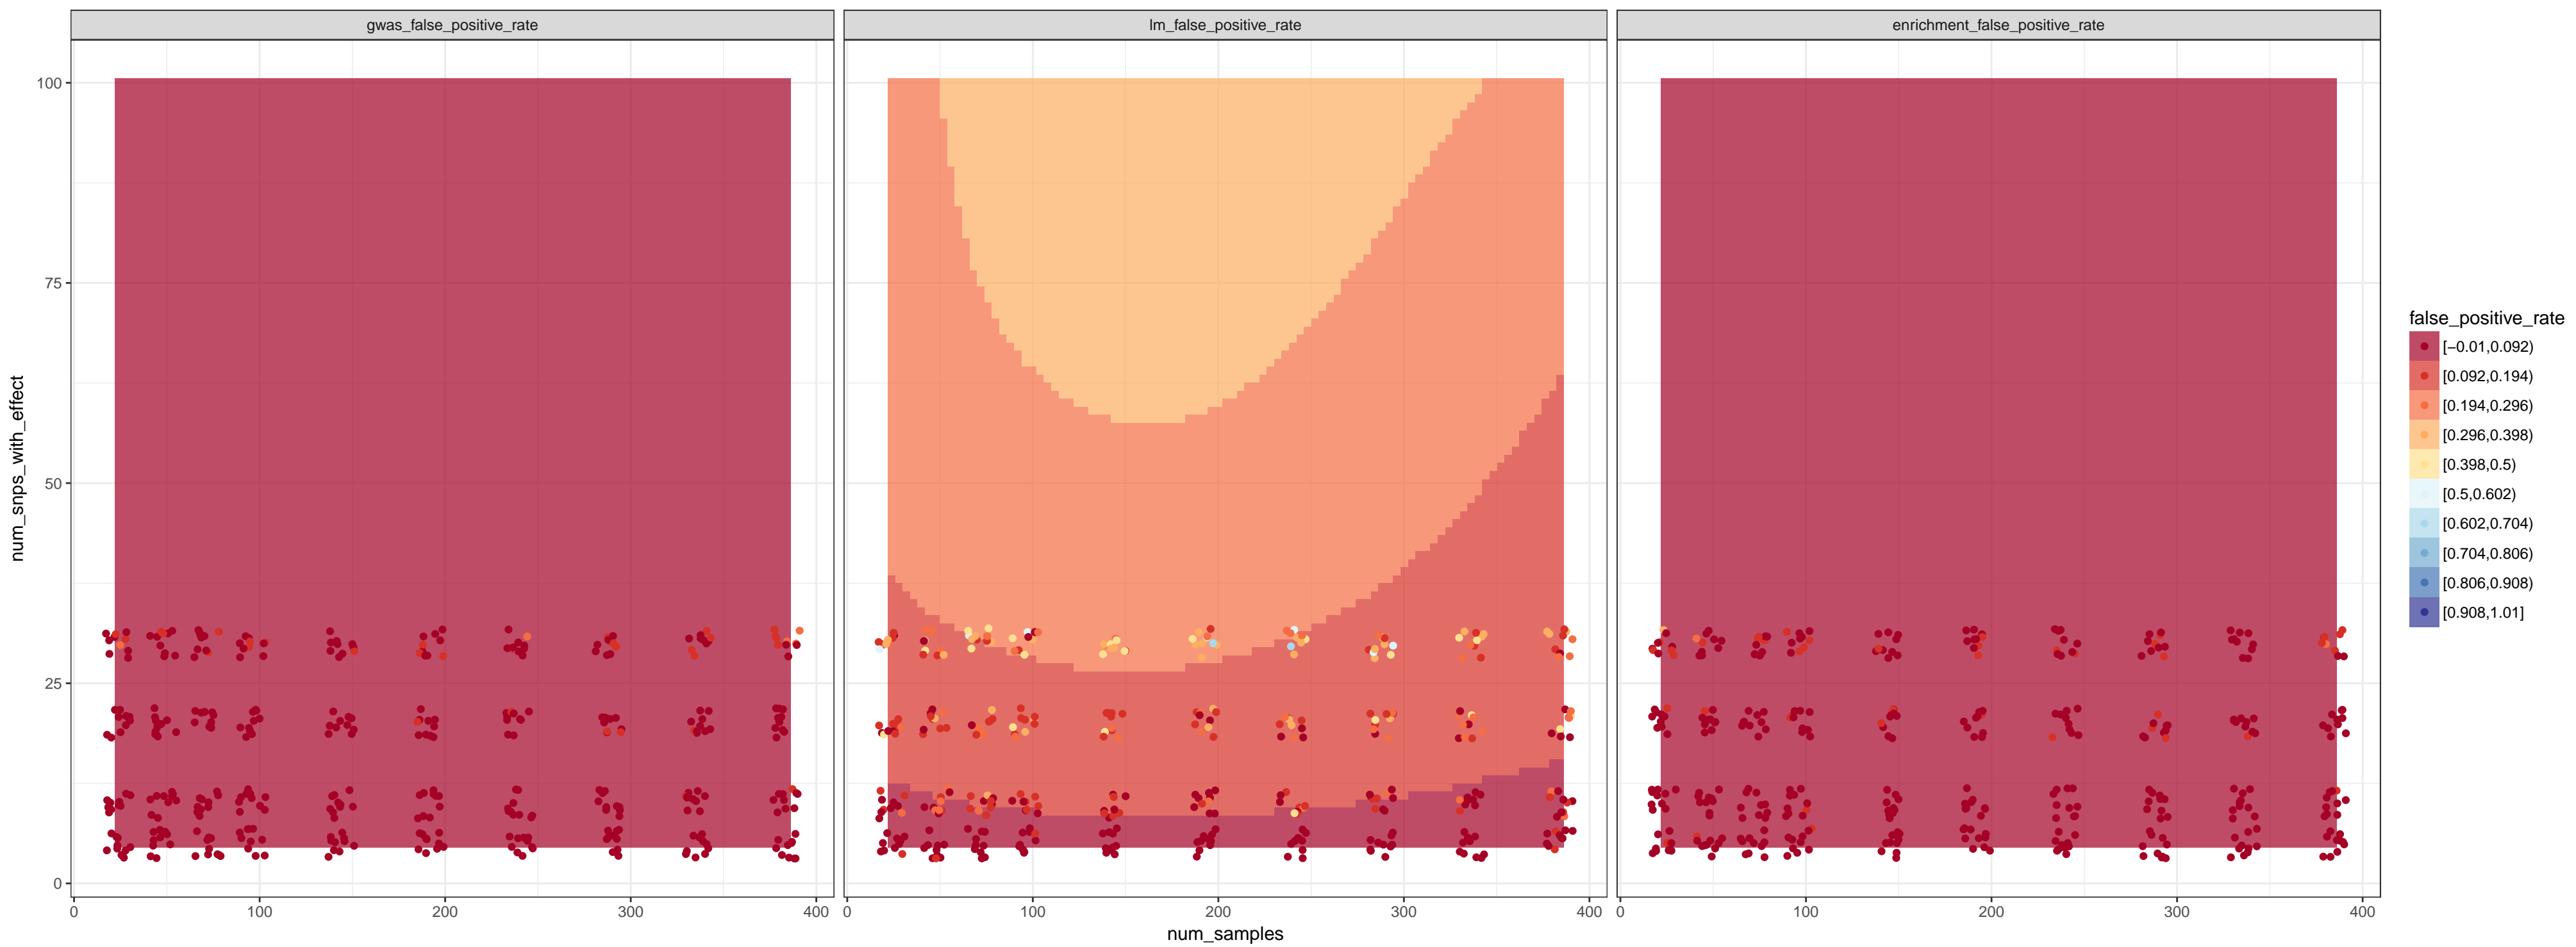 gwas_false_positive_rate
lm_false_positive_rate
enrichment_false_positive_rate
100
75
50
25
0
num_snps_with_effect
0 100 200 300 400
0 100 200 300 400
0 100 200 300 400
num_samples
false_positive_rate
[−0.01,0.092)
[0.092,0.194)
[0.194,0.296)
[0.296,0.398)
[0.398,0.5)
[0.5,0.602)
[0.602,0.704)
[0.704,0.806)
[0.806,0.908)
[0.908,1.01]